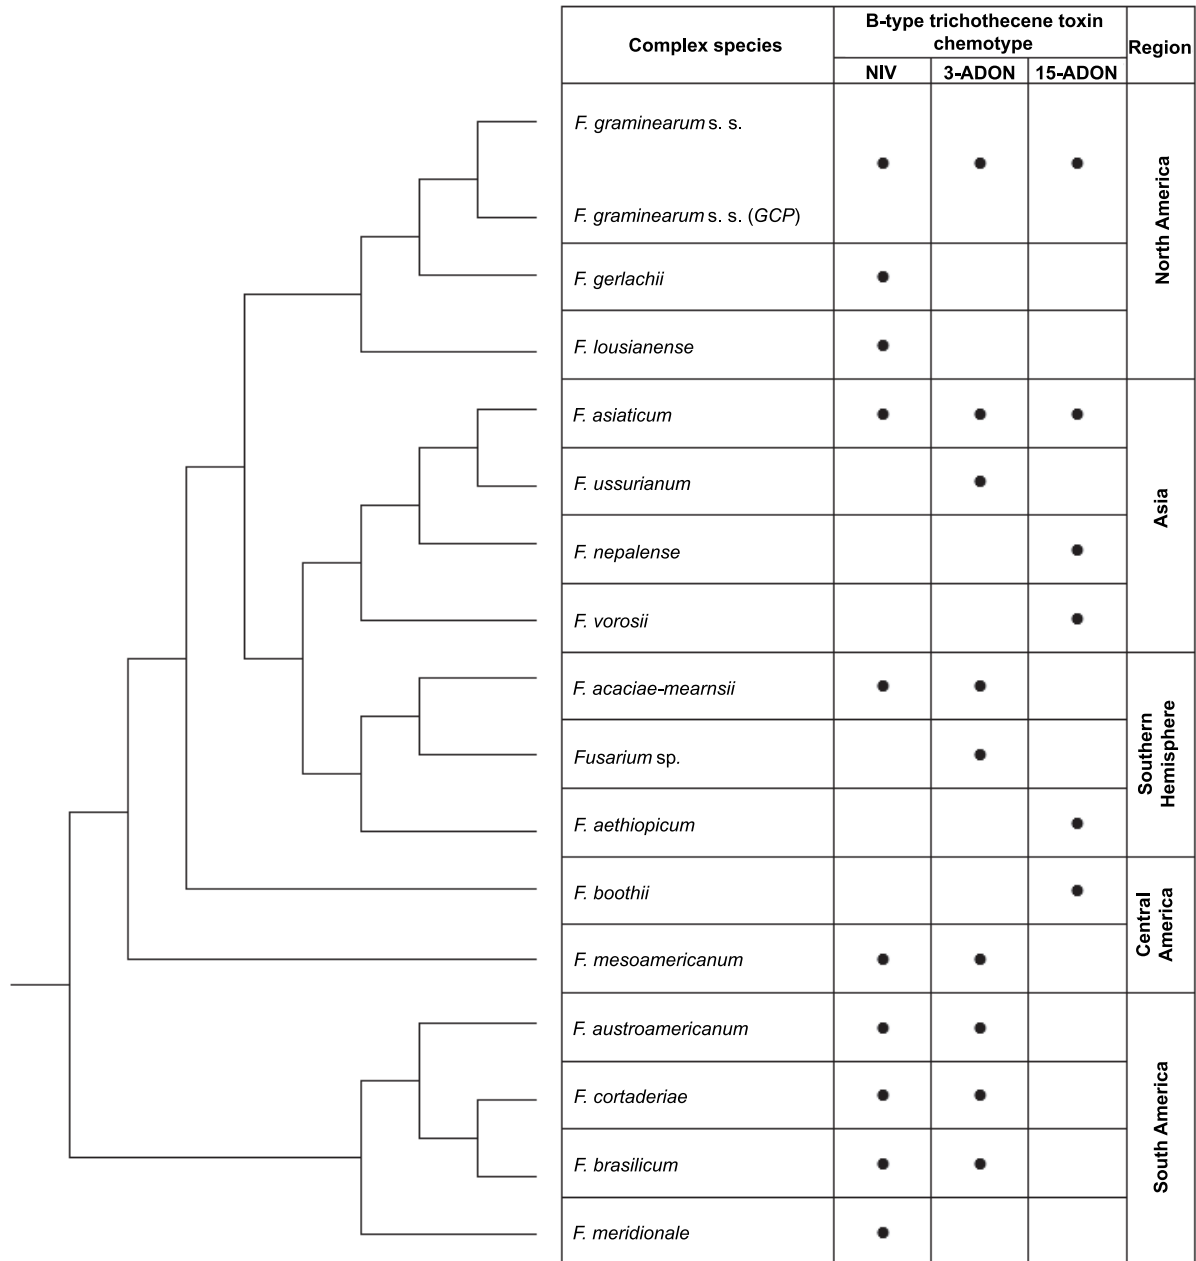 Complex species
B-type trichothecene toxin
chemotype
Region
NIV
3-ADON
15-ADON
F. graminearum s. s.
F. graminearum s. s. (GCP)
F. gerlachii
F. lousianense
North America
F. asiaticum
F. ussurianum
F. nepalense
F. vorosii
Asia
F. acaciae-mearnsii
Fusarium sp.
F. aethiopicum
Southern
Hemisphere
F. boothii
F. mesoamericanum
Central
America
F. austroamericanum
F. cortaderiae
F. brasilicum
F. meridionale
South America